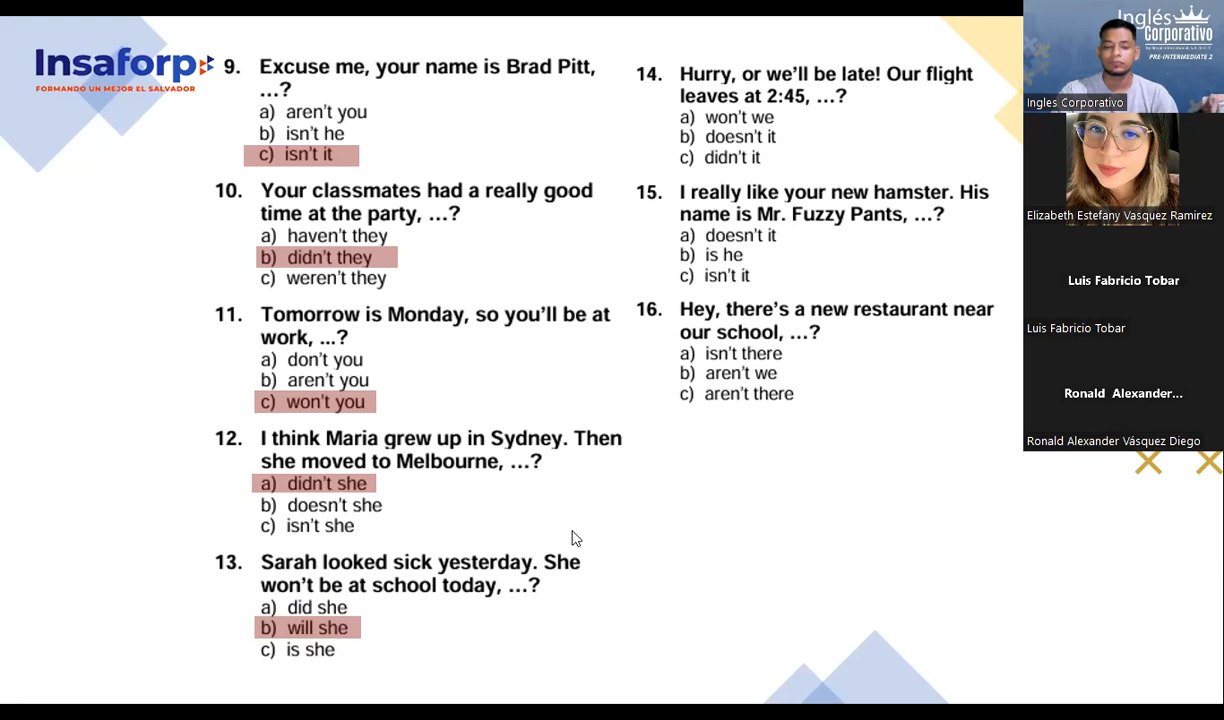 Insaforp
FORMANDO UN MEJOR EL SALVADOR
9. Excuse me, your name is Brad Pitt,
…?
a) aren't you
b) isn't he
c) isn't it
10. Your classmates had a really good
time at the party, …?
a) haven't they
b) didn't they
c) weren't they
11. Tomorrow is Monday, so you'll be at
work, ...?
a) don't you
b) aren't you
c) won't you
12. I think Maria grew up in Sydney. Then
she moved to Melbourne, …?
a) didn't she
b) doesn't she
c) isn't she
13. Sarah looked sick yesterday. She
won't be at school today, …?
a) did she
b) will she
c) is she
14. Hurry, or we'll be late! Our flight
leaves at 2:45, …?
a) won't we
b) doesn't it
c) didn't it
15. I really like your new hamster. His
name is Mr. Fuzzy Pants, …?
a) doesn't it
b) is he
c) isn't it
16. Hey, there's a new restaurant near
our school, …?
a) isn't there
b) aren't we
c) aren't there
Inglés
Corporativo
PRE-INTERMEDIATE 2
Ingles Corporativo
Elizabeth Estefany Vasquez Ramirez
Luis Fabricio Tobar
Luis Fabricio Tobar
Ronald Alexander...
Ronald Alexander Vásquez Diego